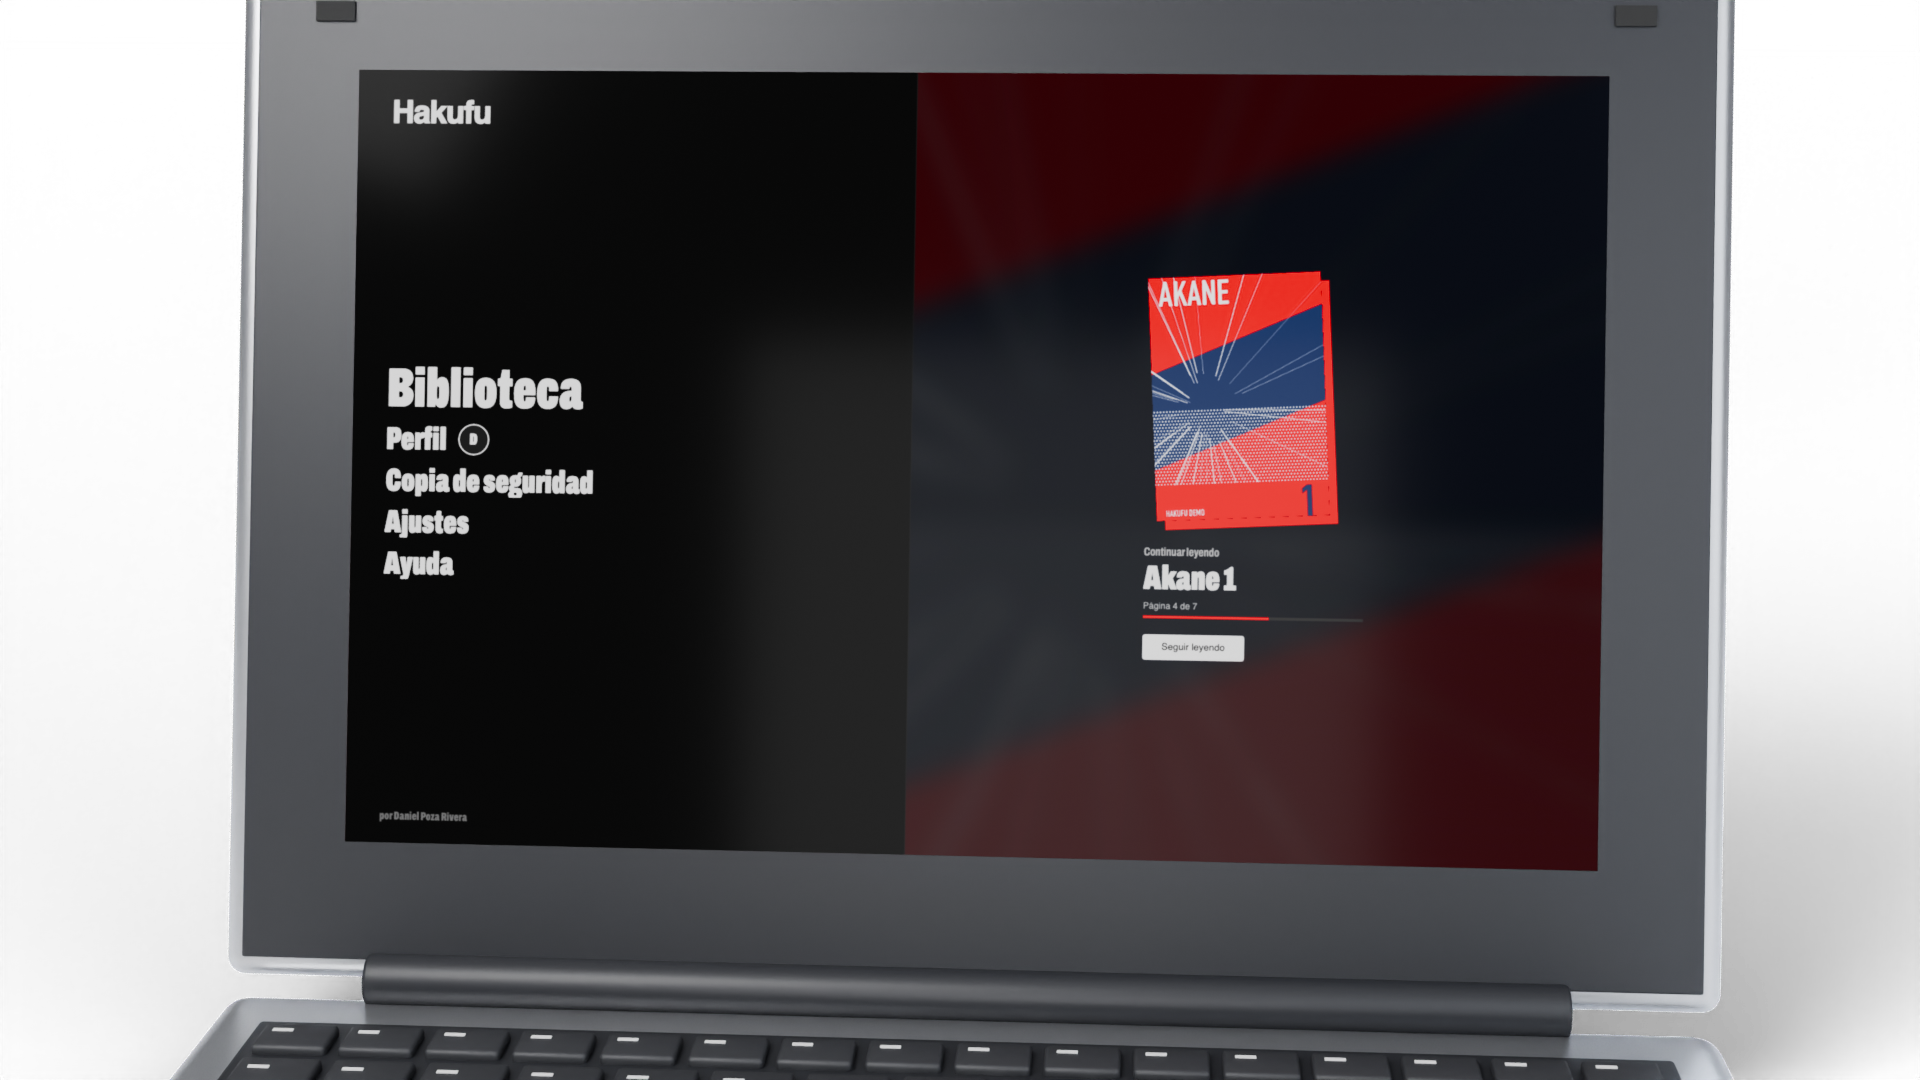 Hakufu
Biblioteca
Perfil D
Copia de seguridad
Ajustes
Ayuda
por Daniel Poza Rivera
AKANE
1
HAKUFU DEMO
Continuar leyendo
Akane 1
Página 4 de 7
Seguir leyendo